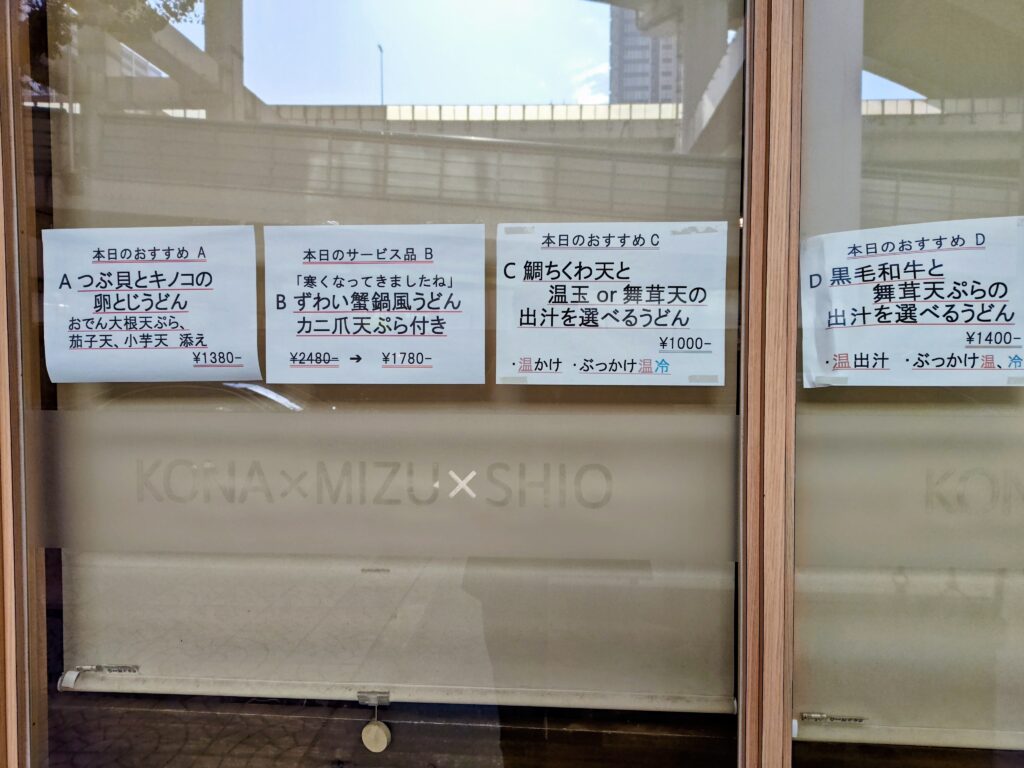 本日のおすすめ A
A つぶ貝とキノコの
卵とじうどん
おでん大根天ぷら、
茄子天、小芋天 添え
¥1380-
本日のサービス品 B
「寒くなってきましたね」
B ずわい蟹鍋風うどん
カニ爪天ぷら付き
¥2480- → ¥1780-
本日のおすすめ C
C 鯛ちくわ天と
温玉 or 舞茸天の
出汁を選べるうどん
¥1000-
・温かけ ・ぶっかけ温冷
本日のおすすめ D
D 黒毛和牛と
舞茸天ぷらの
出汁を選べるうどん
¥1400-
・温出汁 ・ぶっかけ温、冷
KONA×MIZU×SHIO
KON